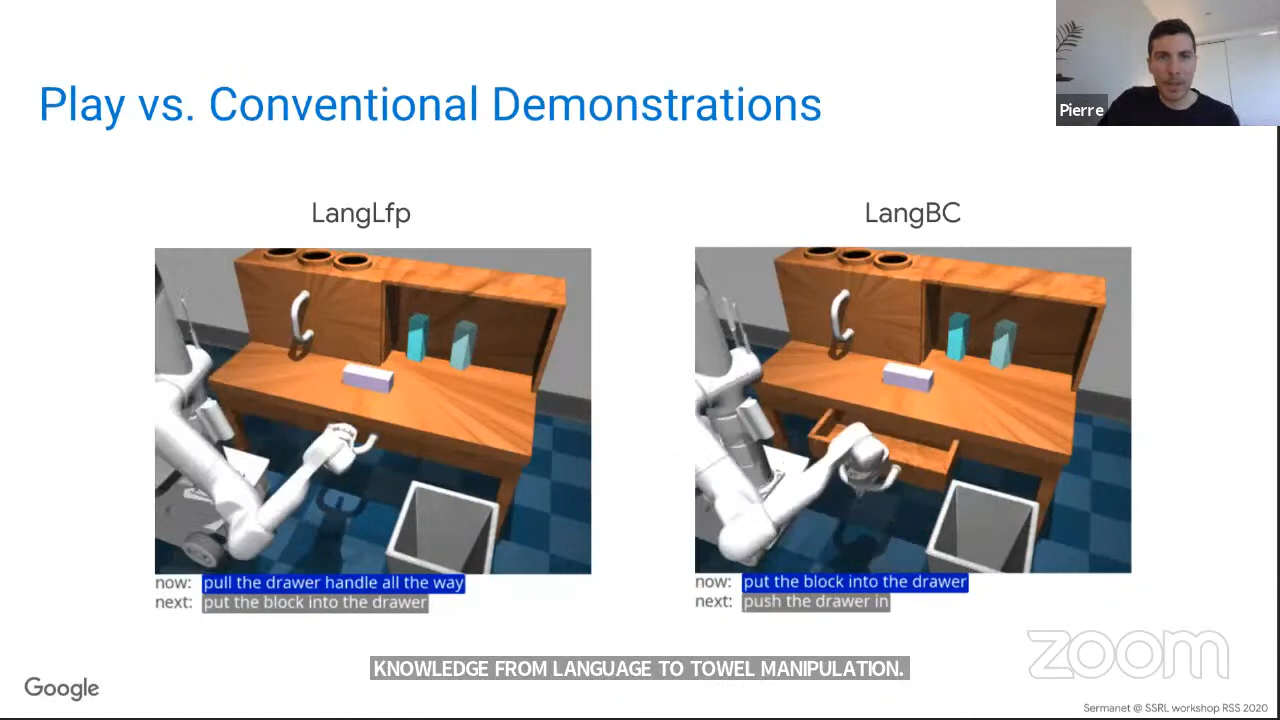 Play vs. Conventional Demonstrations
Pierre
LangLfp
LangBC
now: pull the drawer handle all the way
next: put the block into the drawer
now: put the block into the drawer
next: push the drawer in
KNOWLEDGE FROM LANGUAGE TO TOWEL MANIPULATION.
zoom
Google
Sermanet @ SSRL workshop RSS 2020